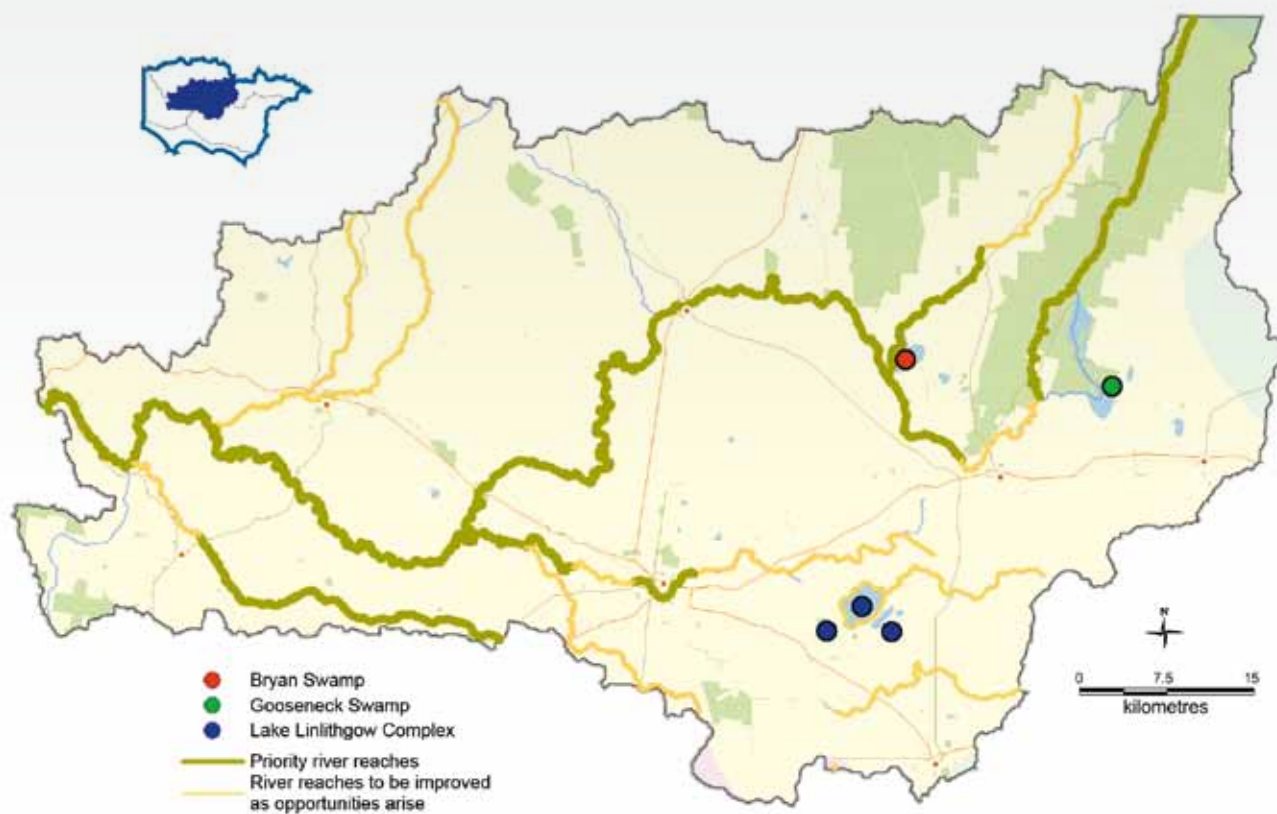 N
0 7.5 15
kilometres
Bryan Swamp
Gooseneck Swamp
Lake Linlithgow Complex
Priority river reaches
River reaches to be improved
as opportunities arise